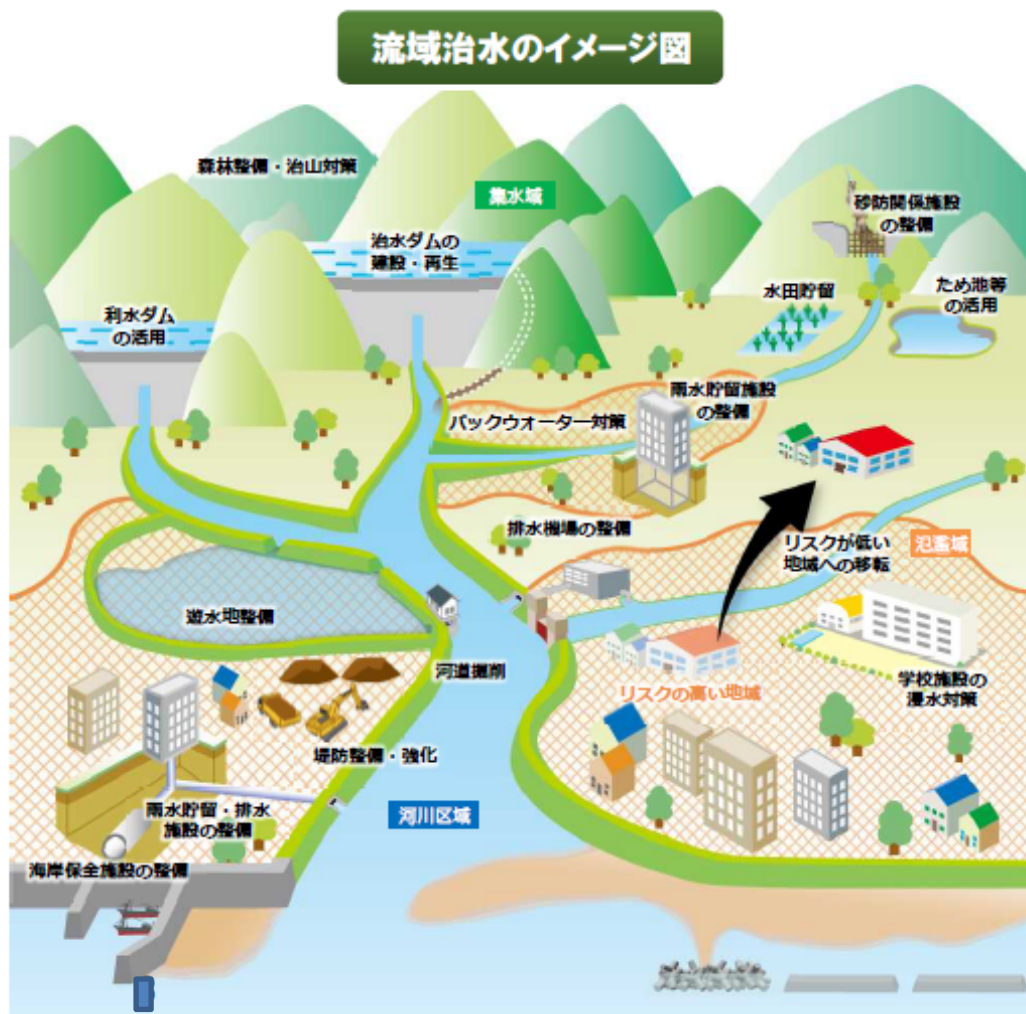 流域治水のイメージ図
森林整備・治山対策
集水域
砂防関係施設
の整備
治水ダムの
建設・再生
水田貯留
ため池等
の活用
利水ダム
の活用
雨水貯留施設
の整備
バックウォーター対策
排水機場の整備
リスクが低い
地域への移転
氾濫域
遊水地整備
河道掘削
リスクの高い地域
学校施設の
浸水対策
堤防整備・強化
雨水貯留・排水
施設の整備
河川区域
海岸保全施設の整備